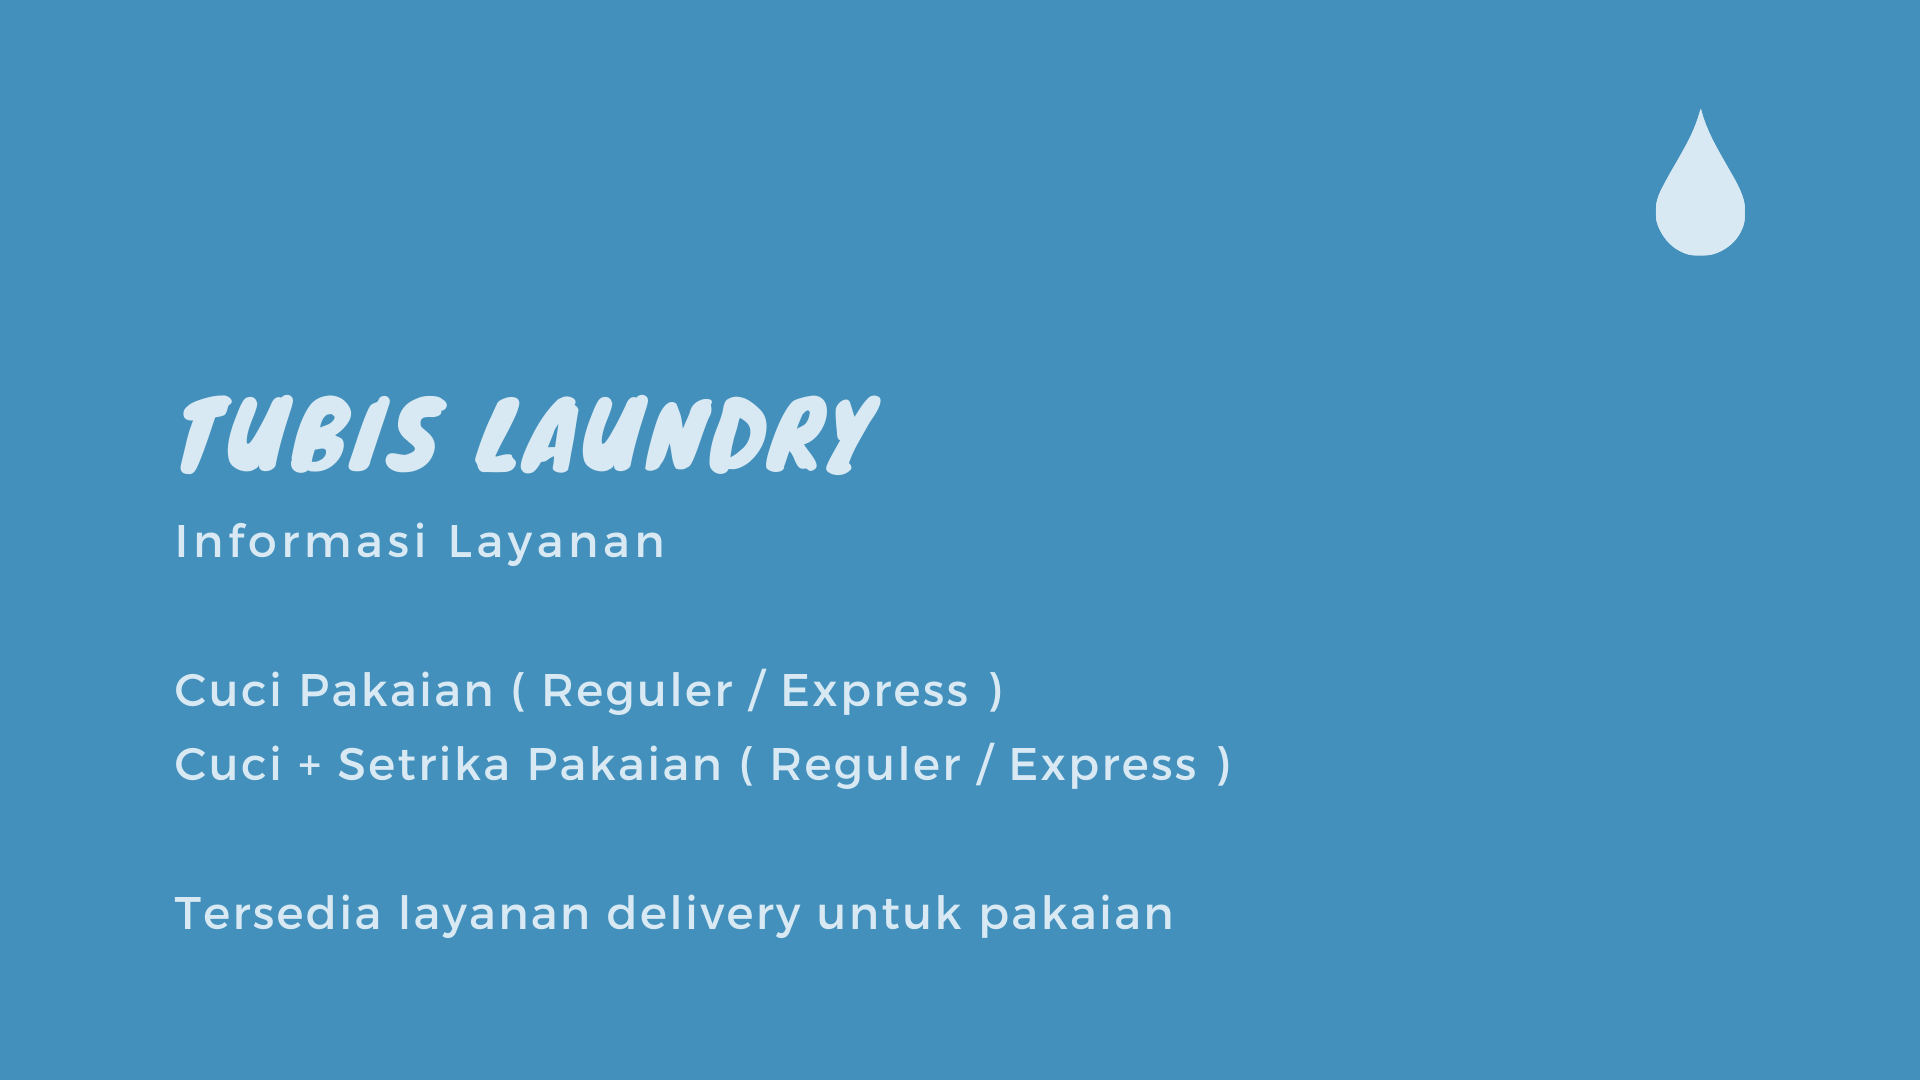 TUBIS LAUNDRY
Informasi Layanan
Cuci Pakaian ( Reguler / Express )
Cuci + Setrika Pakaian ( Reguler / Express )
Tersedia layanan delivery untuk pakaian